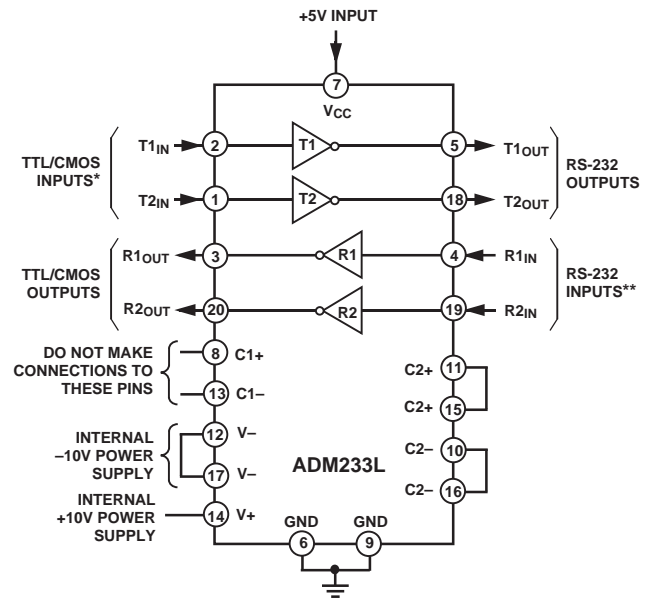 +5V INPUT
7
VCC
TTL/CMOS
INPUTS*
T1IN
2
T1
5
T1OUT
T2IN
1
T2
18
T2OUT
RS-232
OUTPUTS
TTL/CMOS
OUTPUTS
R1OUT
3
R1
4
R1IN
R2OUT
20
R2
19
R2IN
RS-232
INPUTS**
DO NOT MAKE
CONNECTIONS TO
THESE PINS
8 C1+
13 C1–
INTERNAL
–10V POWER
SUPPLY
12 V–
17 V–
INTERNAL
+10V POWER
SUPPLY
14 V+
C2+ 11
C2+ 15
C2– 10
C2– 16
ADM233L
GND GND
6 9